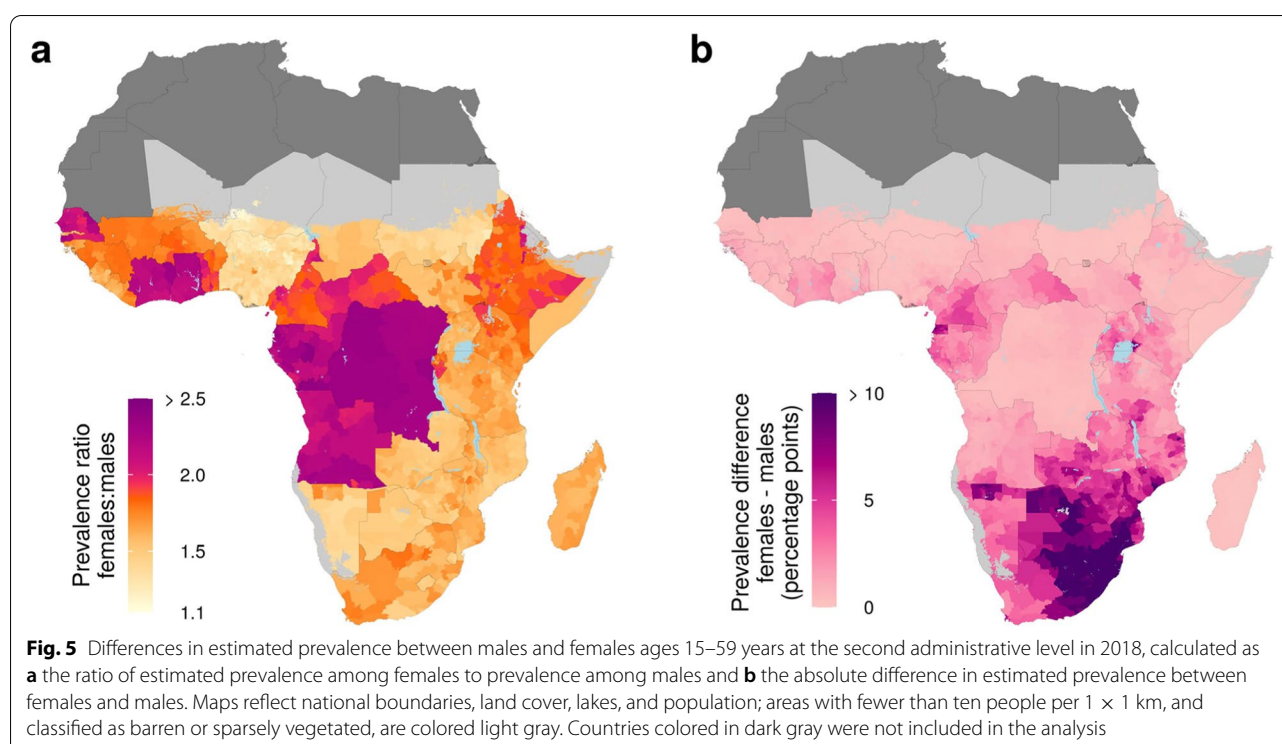 a
b
> 2.5
2.0
1.5
1.1
Prevalence ratio
females:males
> 10
5
0
Prevalence difference
females - males
(percentage points)
Fig. 5 Differences in estimated prevalence between males and females ages 15–59 years at the second administrative level in 2018, calculated as
a the ratio of estimated prevalence among females to prevalence among males and b the absolute difference in estimated prevalence between
females and males. Maps reflect national boundaries, land cover, lakes, and population; areas with fewer than ten people per 1 × 1 km, and
classified as barren or sparsely vegetated, are colored light gray. Countries colored in dark gray were not included in the analysis